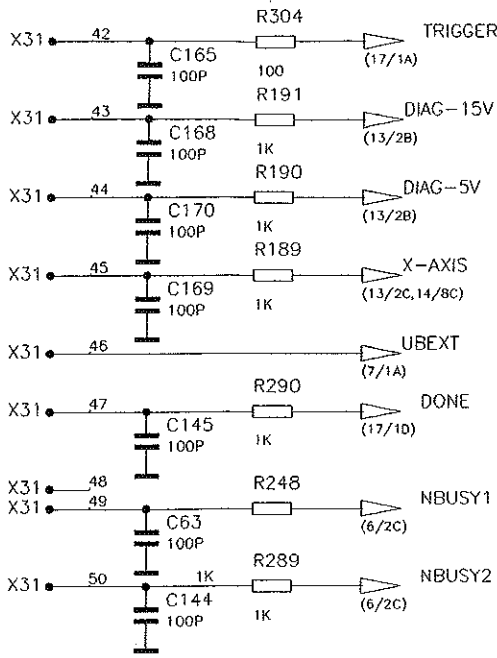 R304
X31 42 TRIGGER
C165
100P 100 (17/1A)
R191
X31 43 DIAG-15V
C168 (13/2B)
100P 1K
R190
X31 44 DIAG-5V
C170 (13/2B)
100P 1K
R189
X31 45 X-AXIS
C169 (13/2C,14/8C)
100P 1K
X31 46 UBEXT
(7/1A)
R290
X31 47 DONE
C145 (17/1D)
100P 1K
X31 48
R248
X31 49 NBUSY1
C63 (6/2C)
100P
1K
R289
X31 50 NBUSY2
C144 (6/2C)
100P 1K